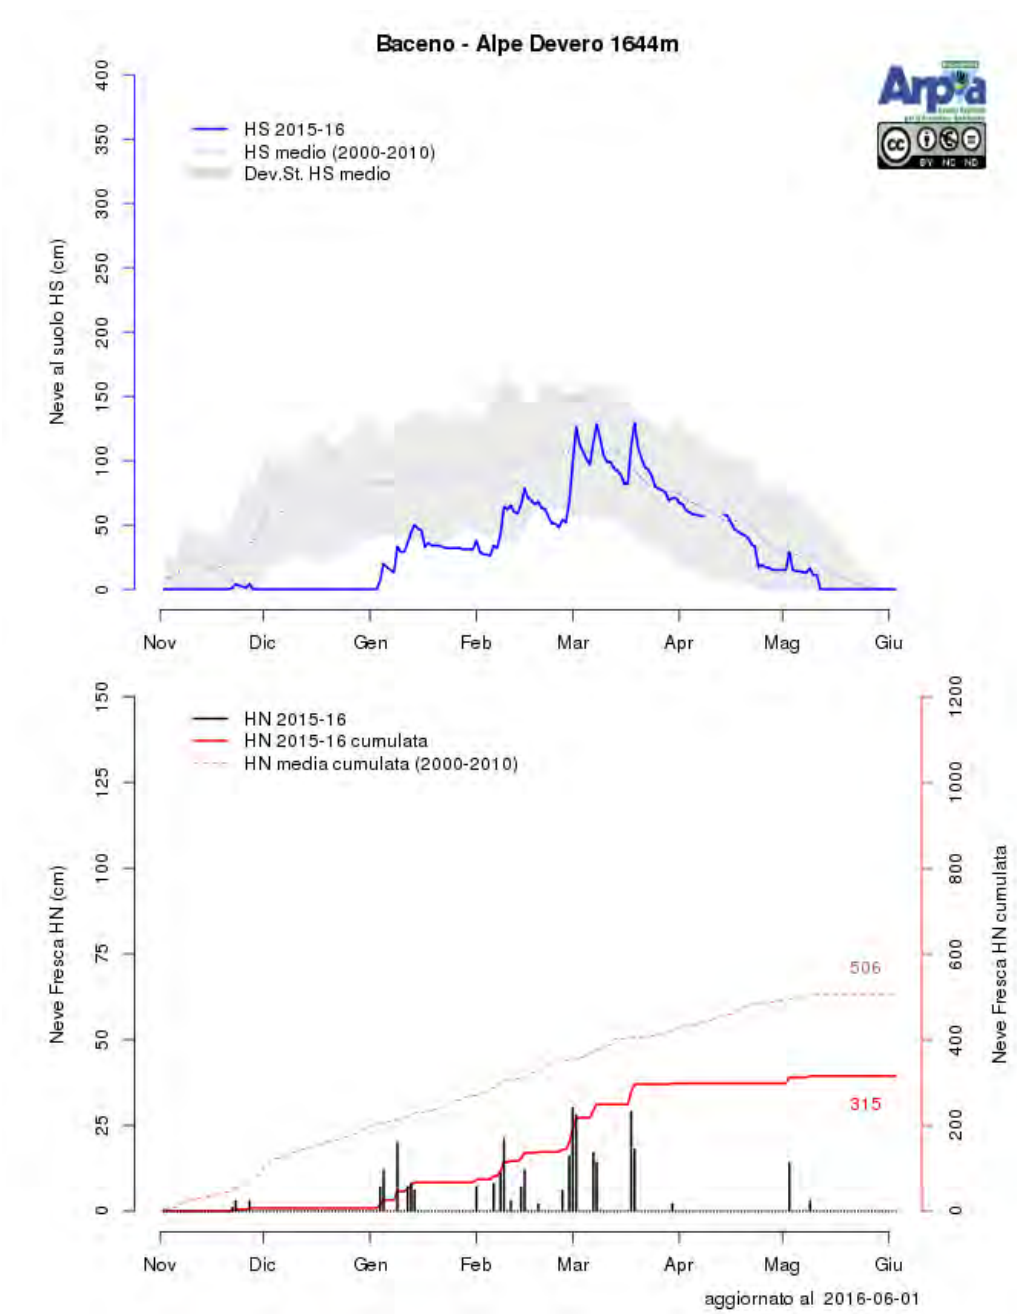 Baceno - Alpe Devero 1644m
Arpa
cc
BY NC ND
HS 2015-16
HS medio (2000-2010)
Dev.St. HS medio
Neve al suolo HS (cm)
400
350
300
250
200
150
100
50
0
Nov Dic Gen Feb Mar Apr Mag Giu
HN 2015-16
HN 2015-16 cumulata
HN media cumulata (2000-2010)
Neve Fresca HN (cm)
150
125
100
75
50
25
0
506
315
1200
1000
800
600
400
200
0
Neve Fresca HN cumulata
Nov Dic Gen Feb Mar Apr Mag Giu
aggiornato al 2016-06-01